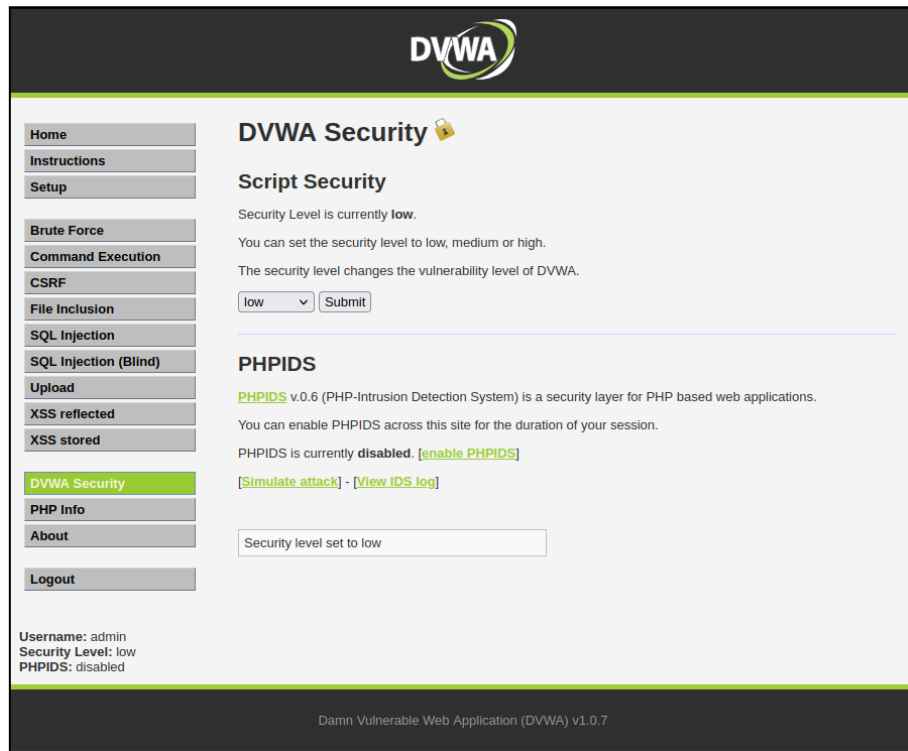 DVWA
Home
Instructions
Setup
Brute Force
Command Execution
CSRF
File Inclusion
SQL Injection
SQL Injection (Blind)
Upload
XSS reflected
XSS stored
DVWA Security
PHP Info
About
Logout
Username: admin
Security Level: low
PHPIDS: disabled
DVWA Security
Script Security
Security Level is currently low.
You can set the security level to low, medium or high.
The security level changes the vulnerability level of DVWA.
low Submit
PHPIDS
PHPIDS v.0.6 (PHP-Intrusion Detection System) is a security layer for PHP based web applications.
You can enable PHPIDS across this site for the duration of your session.
PHPIDS is currently disabled. [enable PHPIDS]
[Simulate attack] - [View IDS log]
Security level set to low
Damn Vulnerable Web Application (DVWA) v1.0.7